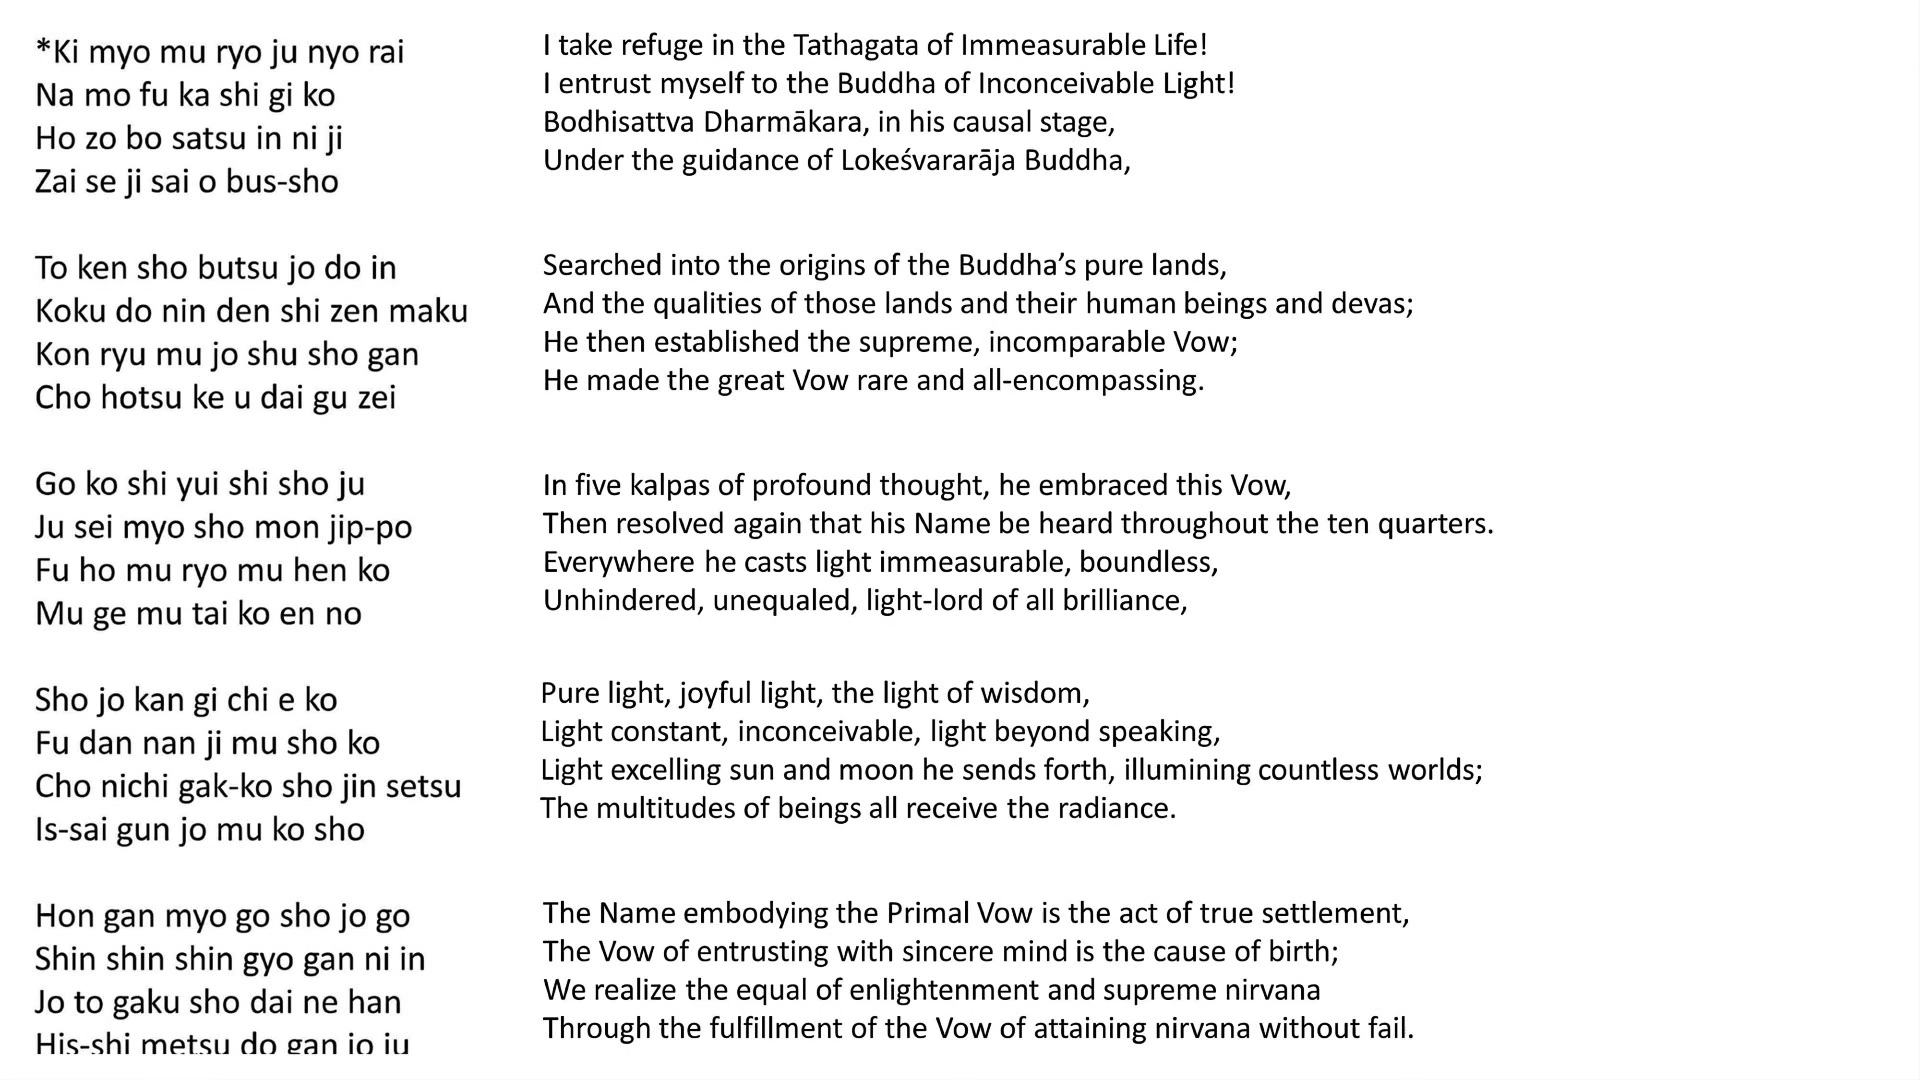 *Ki myo mu ryo ju nyo rai
Na mo fu ka shi gi ko
Ho zo bo satsu in ni ji
Zai se ji sai o bus-sho
To ken sho butsu jo do in
Koku do nin den shi zen maku
Kon ryu mu jo shu sho gan
Cho hotsu ke u dai gu zei
Go ko shi yui shi sho ju
Ju sei myo sho mon jip-po
Fu ho mu ryo mu hen ko
Mu ge mu tai ko en no
Sho jo kan gi chi e ko
Fu dan nan ji mu sho ko
Cho nichi gak-ko sho jin setsu
Is-sai gun jo mu ko sho
Hon gan myo go sho jo go
Shin shin shin gyo gan ni in
Jo to gaku sho dai ne han
His-shi metsu do gan jo ju
I take refuge in the Tathagata of Immeasurable Life!
I entrust myself to the Buddha of Inconceivable Light!
Bodhisattva Dharmākara, in his causal stage,
Under the guidance of Lokeśvararāja Buddha,
Searched into the origins of the Buddha’s pure lands,
And the qualities of those lands and their human beings and devas;
He then established the supreme, incomparable Vow;
He made the great Vow rare and all-encompassing.
In five kalpas of profound thought, he embraced this Vow,
Then resolved again that his Name be heard throughout the ten quarters.
Everywhere he casts light immeasurable, boundless,
Unhindered, unequaled, light-lord of all brilliance,
Pure light, joyful light, the light of wisdom,
Light constant, inconceivable, light beyond speaking,
Light excelling sun and moon he sends forth, illumining countless worlds;
The multitudes of beings all receive the radiance.
The Name embodying the Primal Vow is the act of true settlement,
The Vow of entrusting with sincere mind is the cause of birth;
We realize the equal of enlightenment and supreme nirvana
Through the fulfillment of the Vow of attaining nirvana without fail.